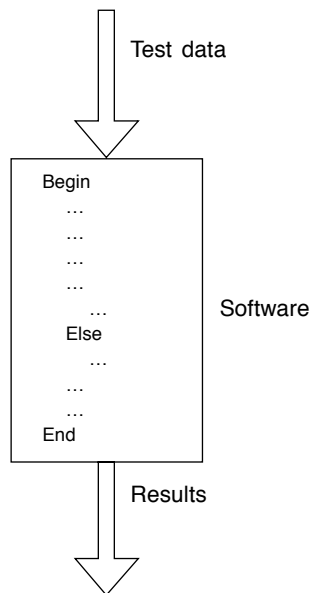 Test data
Begin
…
…
…
…
…
Software
Else
…
…
…
End
Results